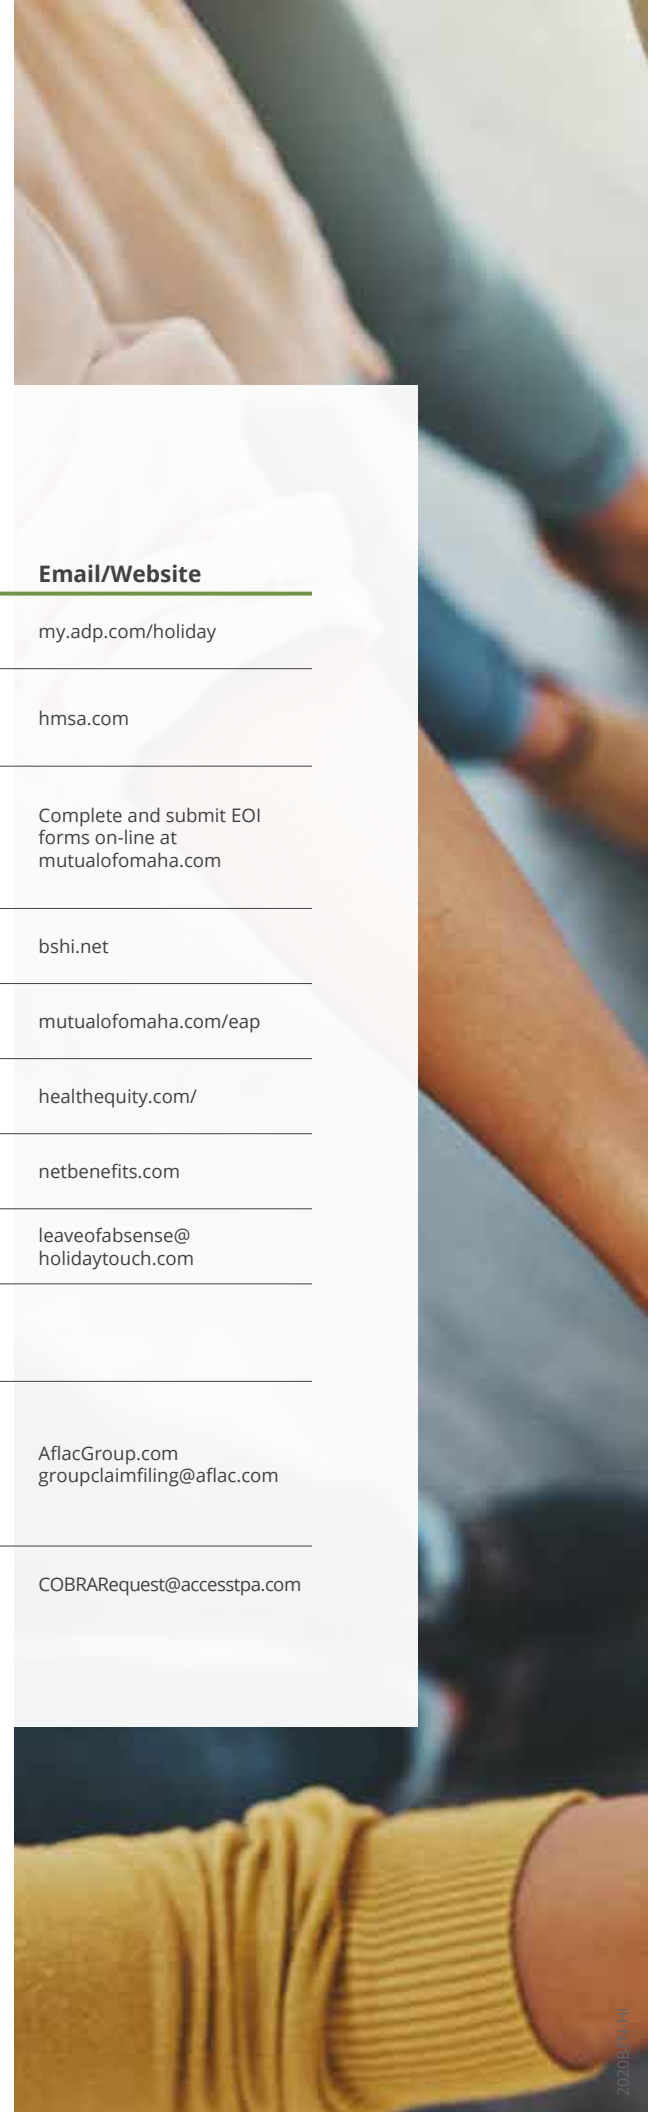 Email/Website
my.adp.com/holiday
hmsa.com
Complete and submit EOI
forms on-line at
mutualofomaha.com
bshi.net
mutualofomaha.com/eap
healthequity.com/
netbenefits.com
leaveofabsense@
holidaytouch.com
AflacGroup.com
groupclaimfiling@aflac.com
COBRARequest@accesstpa.com
2020BEN-HI